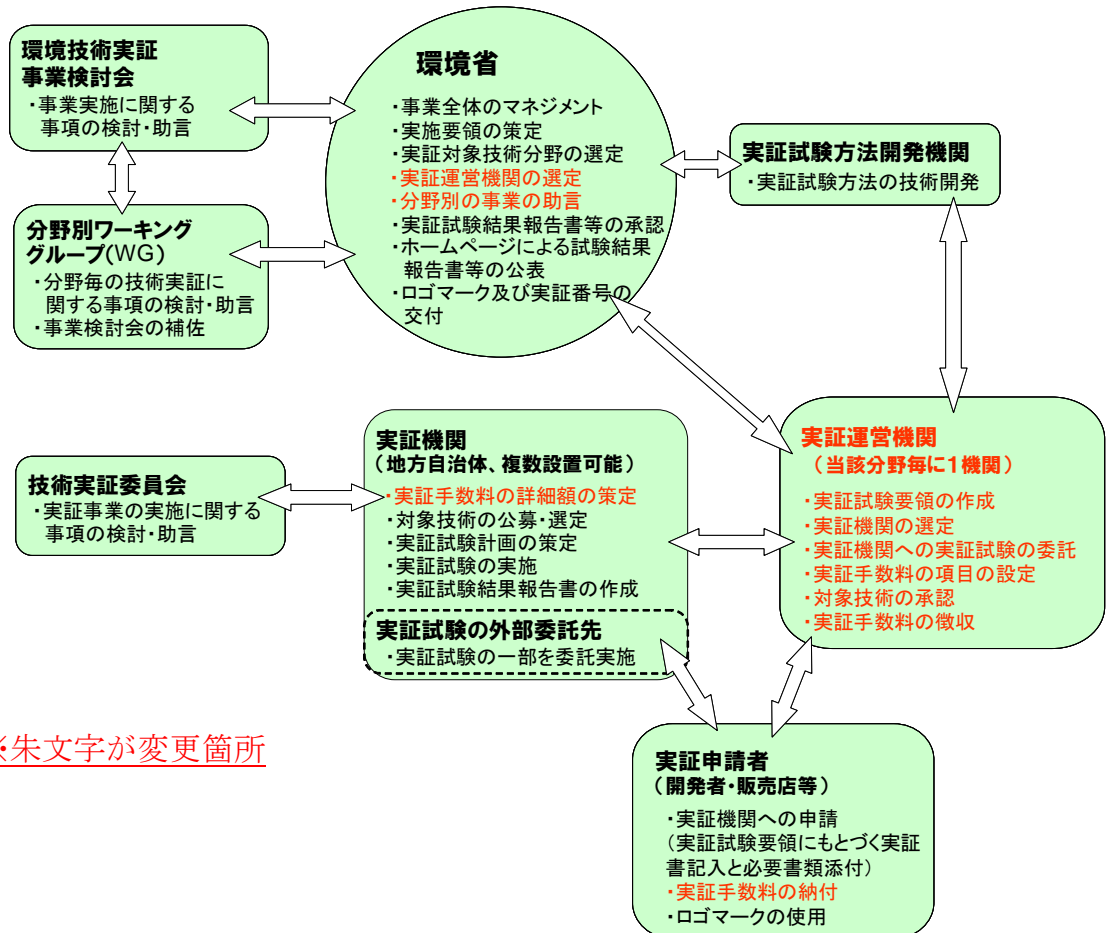 環境技術実証
事業検討会
・事業実施に関する
事項の検討・助言
環境省
・事業全体のマネジメント
・実施要領の策定
・実証対象技術分野の選定
・実証運営機関の選定
・分野別の事業の助言
・実証試験結果報告書等の承認
・ホームページによる試験結果
報告書等の公表
・ロゴマーク及び実証番号の
交付
実証試験方法開発機関
・実証試験方法の技術開発
分野別ワーキング
グループ(WG)
・分野毎の技術実証に
関する事項の検討・助言
・事業検討会の補佐
技術実証委員会
・実証事業の実施に関する
事項の検討・助言
実証機関
(地方自治体、複数設置可能)
・実証手数料の詳細額の策定
・対象技術の公募・選定
・実証試験計画の策定
・実証試験の実施
・実証試験結果報告書の作成
実証試験の外部委託先
・実証試験の一部を委託実施
実証運営機関
(当該分野毎に1機関)
・実証試験要領の作成
・実証機関の選定
・実証機関への実証試験の委託
・実証手数料の項目の設定
・対象技術の承認
・実証手数料の徴収
※朱文字が変更箇所
実証申請者
(開発者・販売店等)
・実証機関への申請
(実証試験要領にもとづく実証
書記入と必要書類添付)
・実証手数料の納付
・ロゴマークの使用